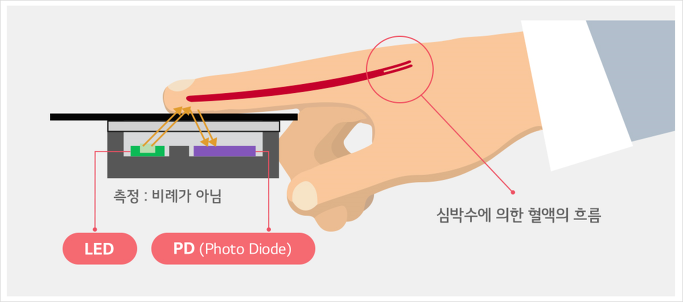 측정 : 비례가 아님
심박수에 의한 혈액의 흐름
LED
PD (Photo Diode)